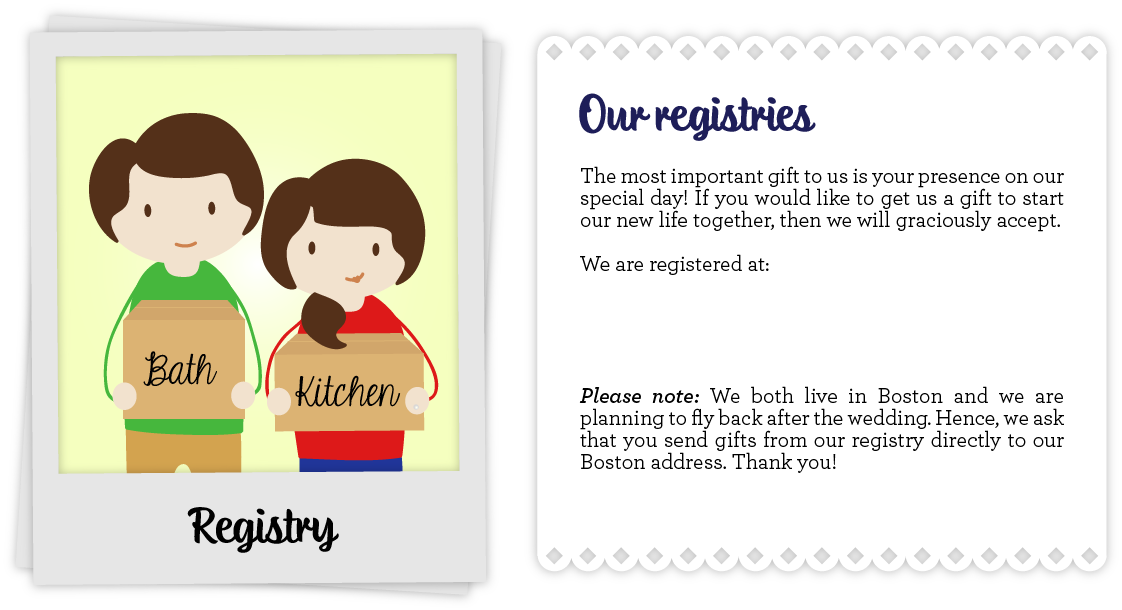 Bath
Kitchen
Registry
Our registries
The most important gift to us is your presence on our
special day! If you would like to get us a gift to start
our new life together, then we will graciously accept.
We are registered at:
Please note: We both live in Boston and we are
planning to fly back after the wedding. Hence, we ask
that you send gifts from our registry directly to our
Boston address. Thank you!